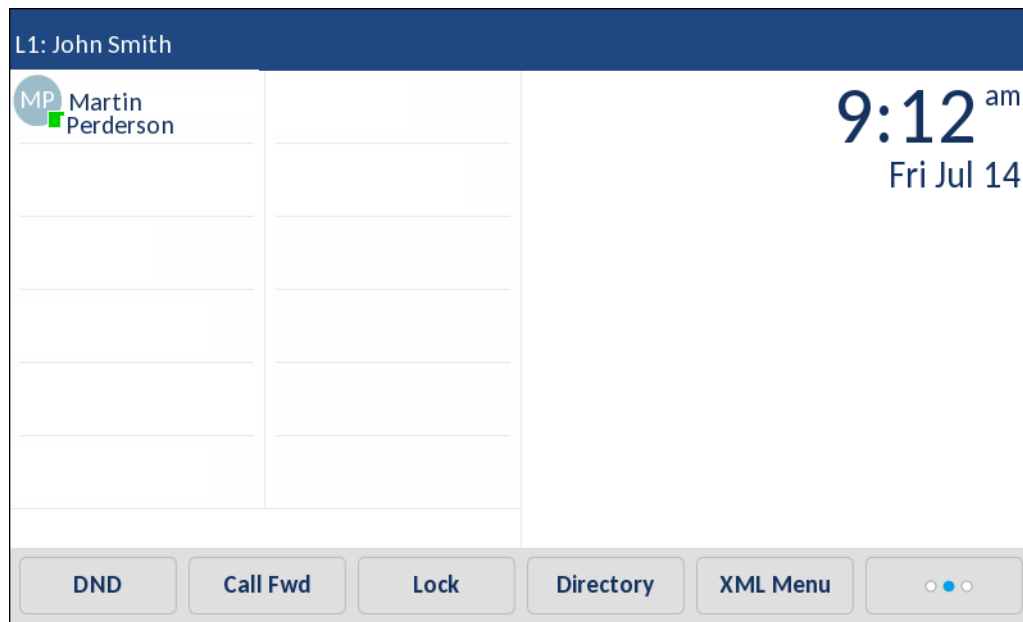 L1: John Smith
MP
Martin
Perderson
9:12 am
Fri Jul 14
DND
Call Fwd
Lock
Directory
XML Menu